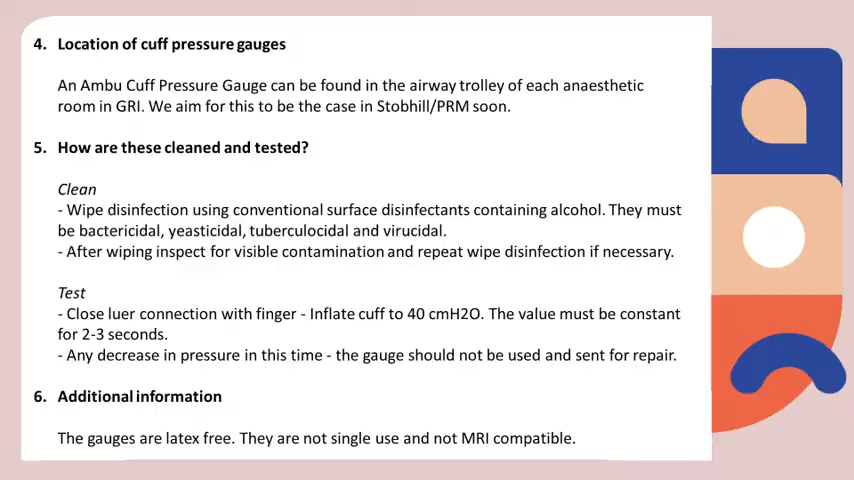 4. Location of cuff pressure gauges
An Ambu Cuff Pressure Gauge can be found in the airway trolley of each anaesthetic
room in GRI. We aim for this to be the case in Stobhill/PRM soon.
5. How are these cleaned and tested?
Clean
- Wipe disinfection using conventional surface disinfectants containing alcohol. They must
be bactericidal, yeasticidal, tuberculocidal and virucidal.
- After wiping inspect for visible contamination and repeat wipe disinfection if necessary.
Test
- Close luer connection with finger - Inflate cuff to 40 cmH2O. The value must be constant
for 2-3 seconds.
- Any decrease in pressure in this time - the gauge should not be used and sent for repair.
6. Additional information
The gauges are latex free. They are not single use and not MRI compatible.